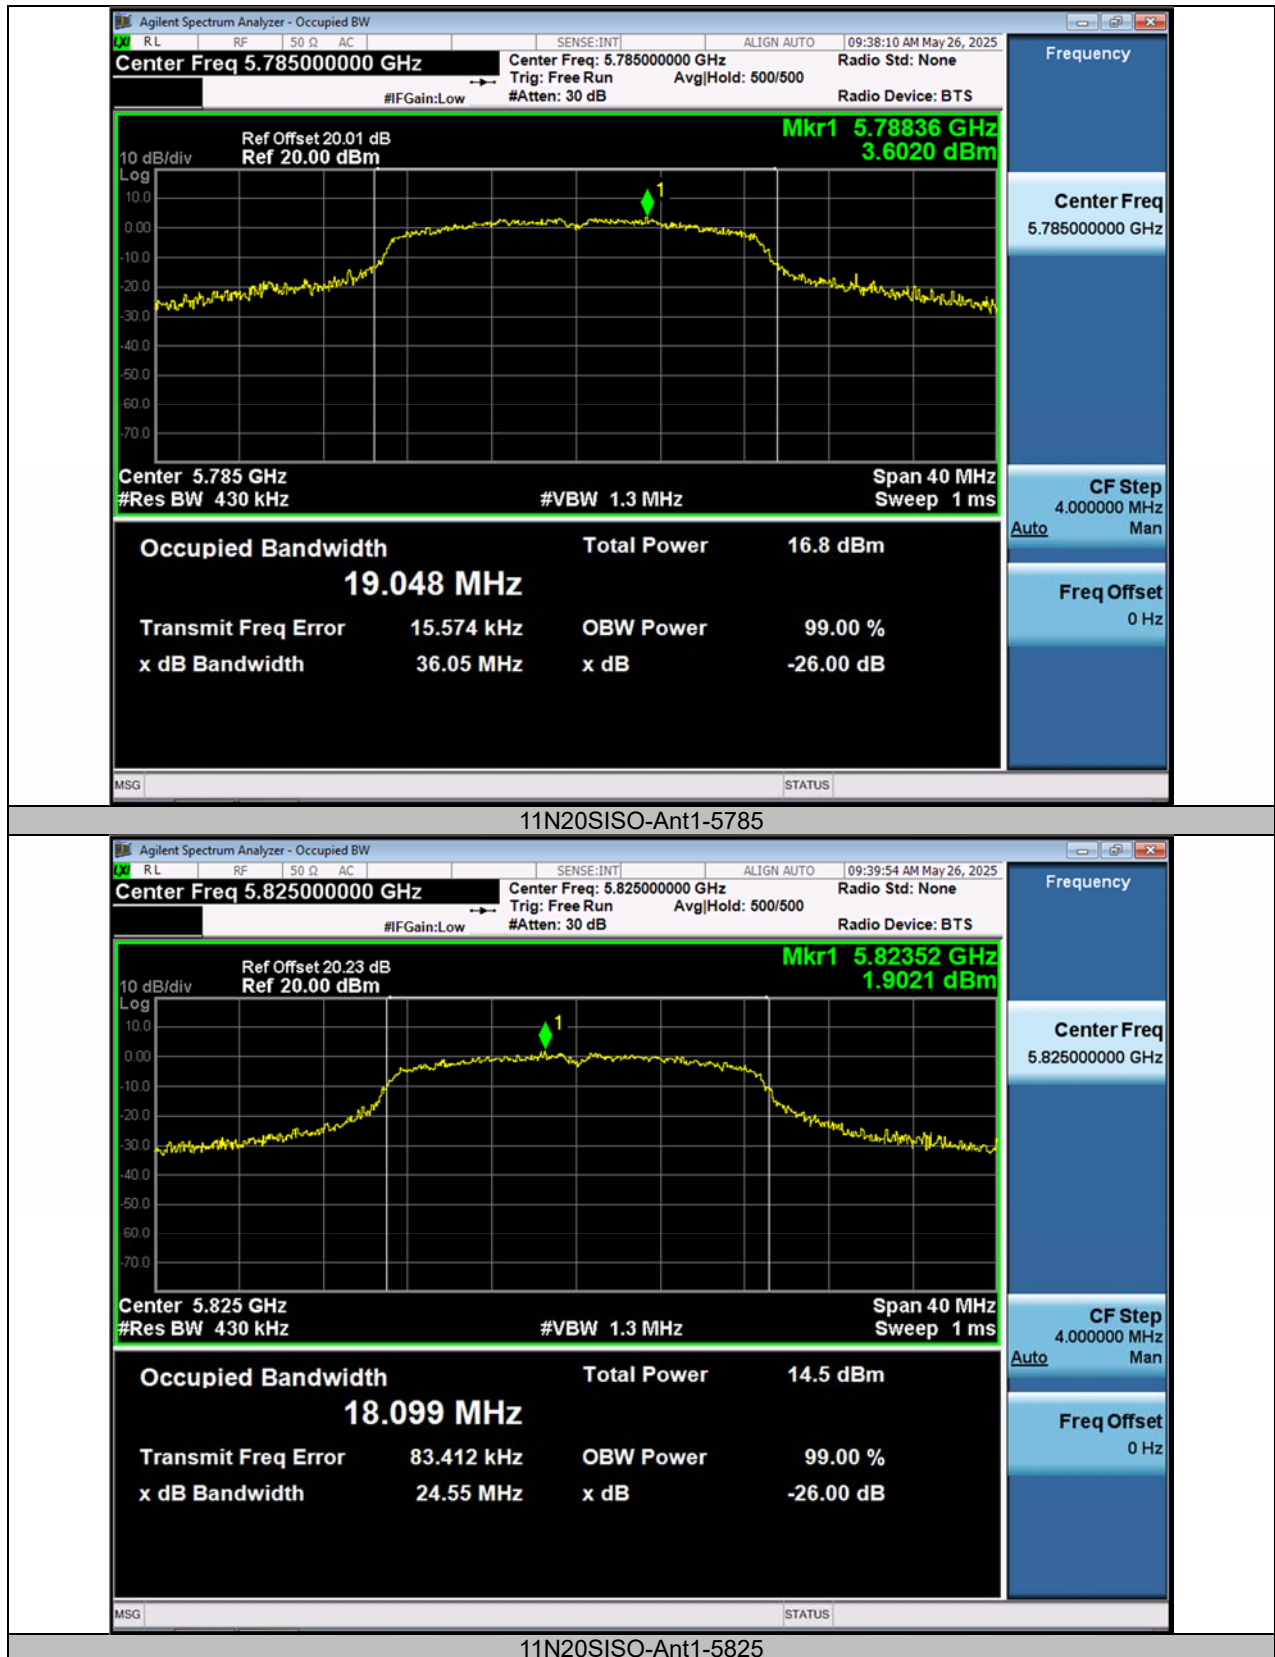 Agilent Spectrum Analyzer - Occupied BW
LXI RL RF 50 Ω AC SENSE:INT ALIGN AUTO 09:38:10 AM May 26, 2025
Center Freq 5.785000000 GHz
Center Freq: 5.785000000 GHz
Radio Std: None
Trig: Free Run Avg|Hold: 500/500
#IFGain:Low
#Atten: 30 dB
Radio Device: BTS
Frequency
Mkr1 5.78836 GHz
3.6020 dBm
Ref Offset 20.01 dB
10 dB/div Ref 20.00 dBm
Log
10.0
0.00
-10.0
-20.0
-30.0
-40.0
-50.0
-60.0
-70.0
1
Center 5.785 GHz Span 40 MHz
#Res BW 430 kHz #VBW 1.3 MHz Sweep 1 ms
Occupied Bandwidth Total Power 16.8 dBm
19.048 MHz
Transmit Freq Error 15.574 kHz OBW Power 99.00 %
x dB Bandwidth 36.05 MHz x dB -26.00 dB
Center Freq
5.785000000 GHz
CF Step
4.000000 MHz
Auto Man
Freq Offset
0 Hz
MSG STATUS
11N20SISO-Ant1-5785
Agilent Spectrum Analyzer - Occupied BW
LXI RL RF 50 Ω AC SENSE:INT ALIGN AUTO 09:39:54 AM May 26, 2025
Center Freq 5.825000000 GHz
Center Freq: 5.825000000 GHz
Radio Std: None
Trig: Free Run Avg|Hold: 500/500
#IFGain:Low
#Atten: 30 dB
Radio Device: BTS
Frequency
Mkr1 5.82352 GHz
1.9021 dBm
Ref Offset 20.23 dB
10 dB/div Ref 20.00 dBm
Log
10.0
0.00
-10.0
-20.0
-30.0
-40.0
-50.0
-60.0
-70.0
1
Center 5.825 GHz Span 40 MHz
#Res BW 430 kHz #VBW 1.3 MHz Sweep 1 ms
Occupied Bandwidth Total Power 14.5 dBm
18.099 MHz
Transmit Freq Error 83.412 kHz OBW Power 99.00 %
x dB Bandwidth 24.55 MHz x dB -26.00 dB
Center Freq
5.825000000 GHz
CF Step
4.000000 MHz
Auto Man
Freq Offset
0 Hz
MSG STATUS
11N20SISO-Ant1-5825